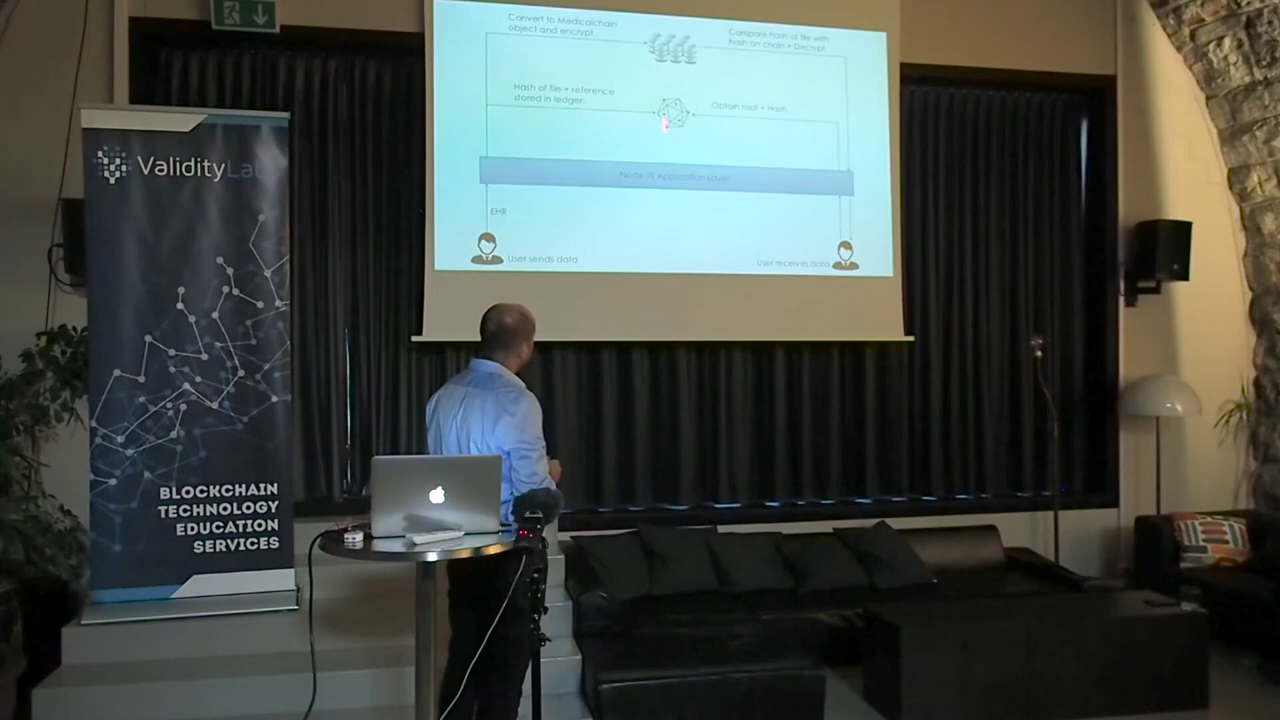 Convert to Medicalchain
object and encrypt.
Compare hash of file with
hash on chain + Decrypt
Hash of file + reference
stored in ledger.
Obtain root + Hash
Node.JS Application Layer
EHR
User sends data
User receives data
ValidityLab
BLOCKCHAIN
TECHNOLOGY
EDUCATION
SERVICES